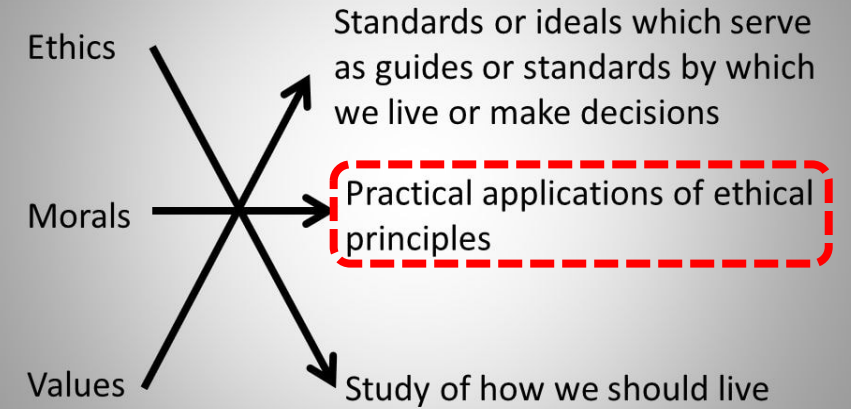 Ethics
Standards or ideals which serve
as guides or standards by which
we live or make decisions
Morals
Practical applications of ethical
principles
Values
Study of how we should live